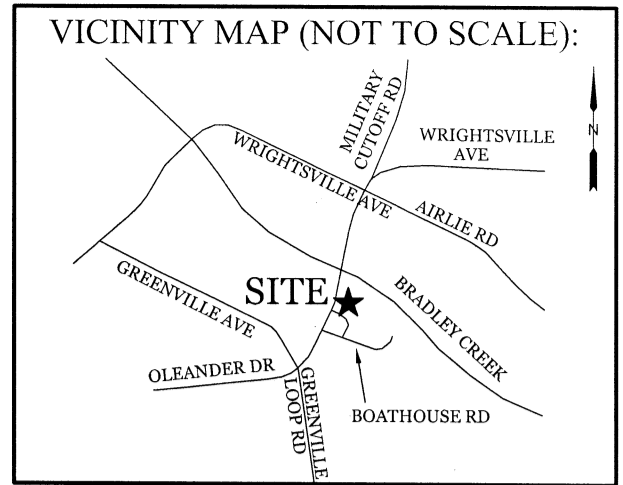 VICINITY MAP (NOT TO SCALE):
MILITARY
CUTOFF RD
WRIGHTSVILLE
AVE
N
WRIGHTSVILLE AVE
AIRLIE RD
GREENVILLE AVE
SITE
BRADLEY CREEK
OLEANDER DR
GREENVILLE
LOOP RD
BOATHOUSE RD